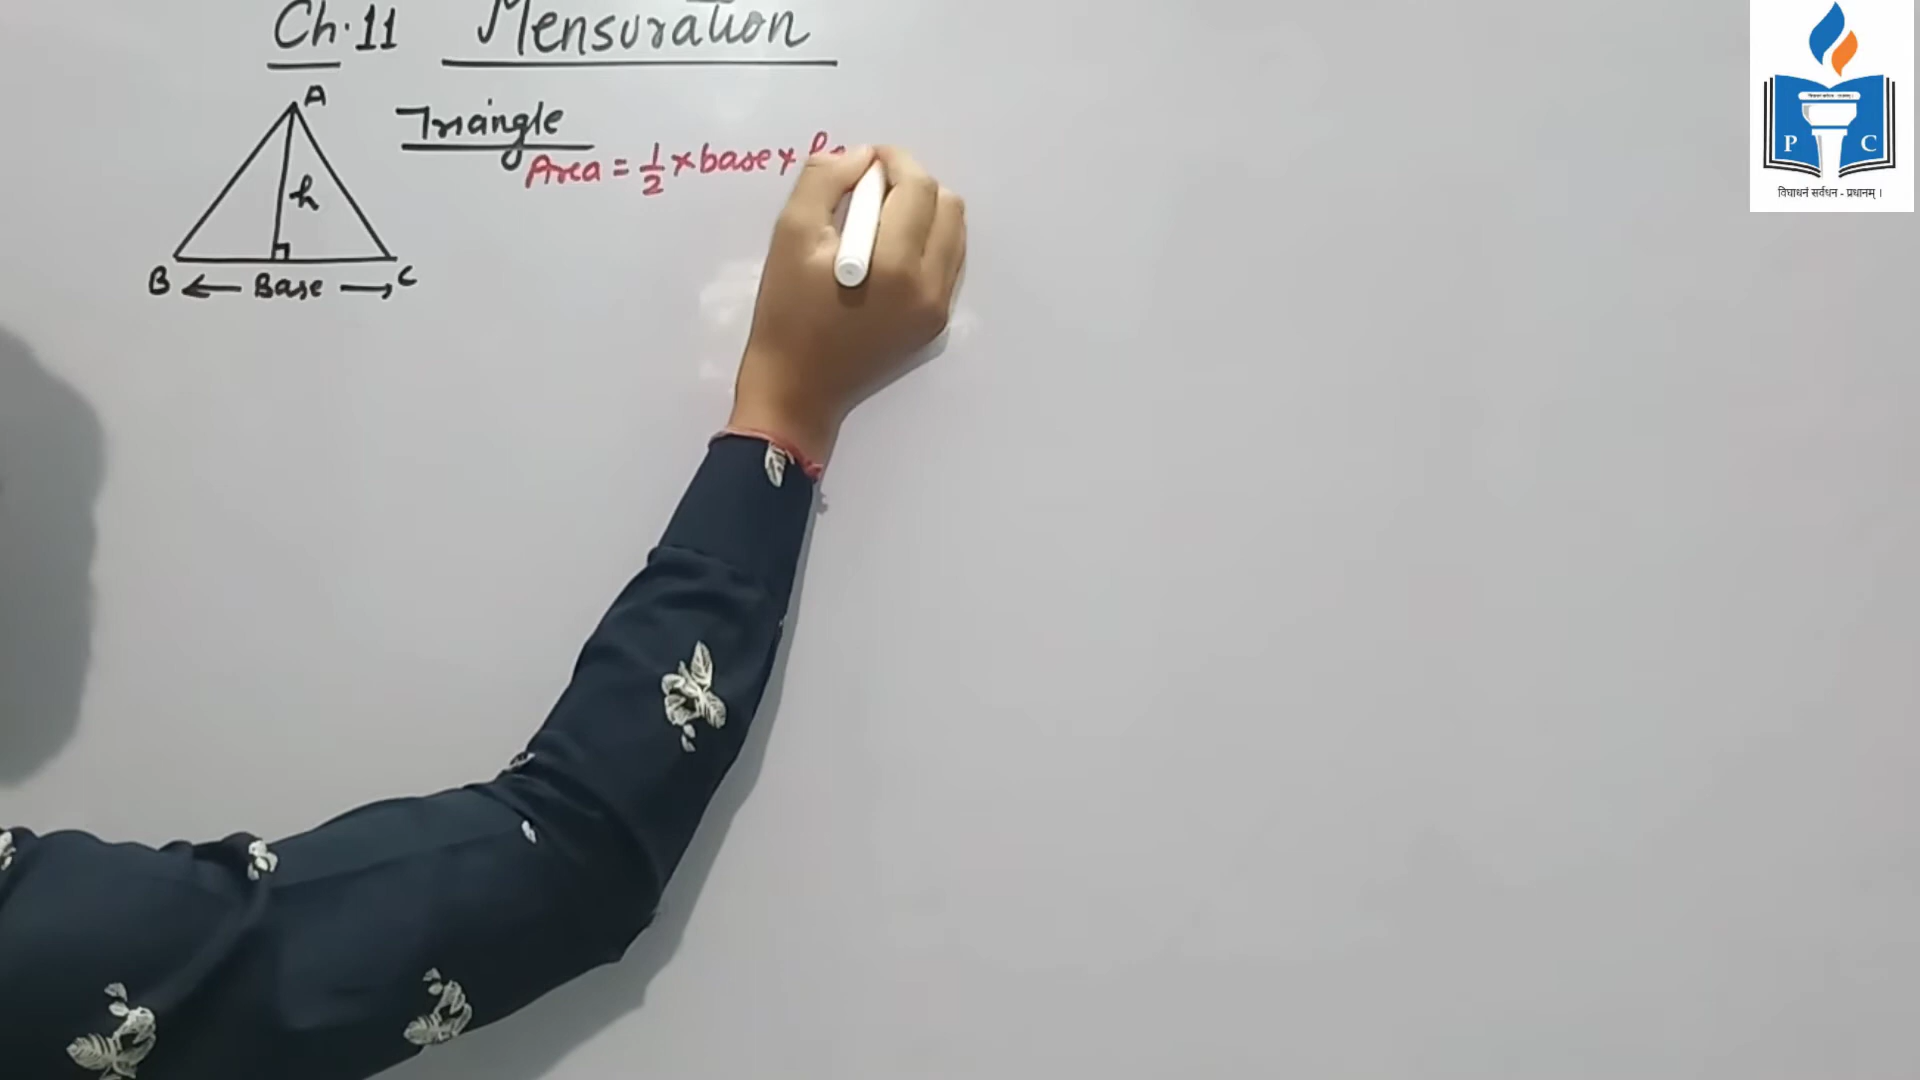 Ch. 11 Mensuration
A
Triangle
Area = 1/2 × base ×
h
B ← Base → C
P C
विद्याधनं सर्वधन - प्रधानम् ।